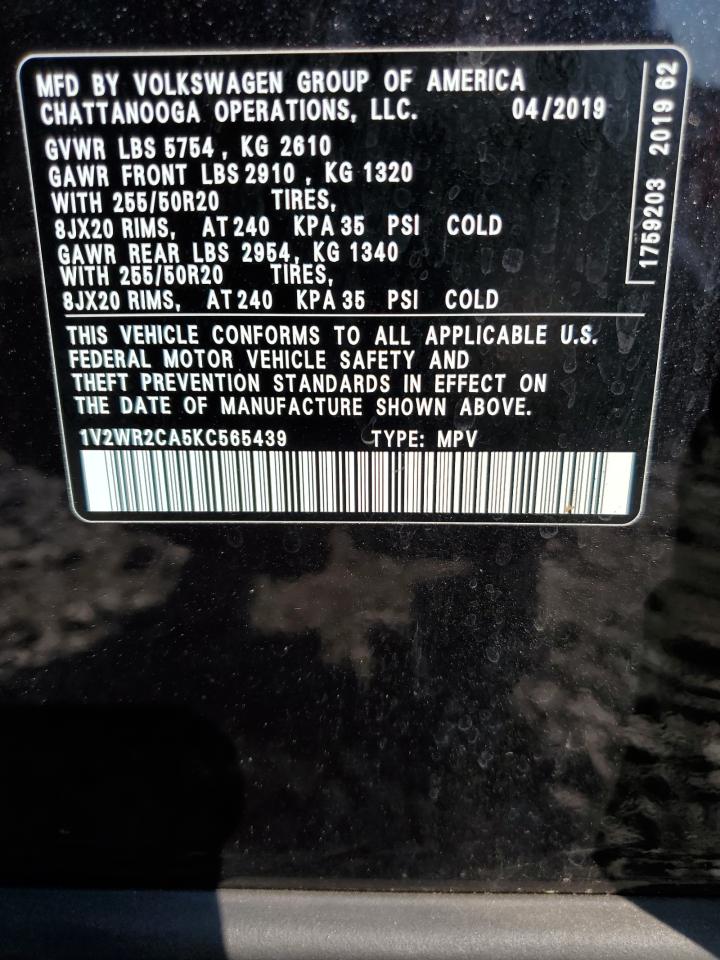 MFD BY VOLKSWAGEN GROUP OF AMERICA
CHATTANOOGA OPERATIONS, LLC. 04/2019
GVWR LBS 5754, KG 2610
GAWR FRONT LBS 2910, KG 1320
WITH 255/50R20 TIRES,
8JX20 RIMS, AT 240 KPA 35 PSI COLD
GAWR REAR LBS 2954, KG 1340
WITH 255/50R20 TIRES,
8JX20 RIMS, AT 240 KPA 35 PSI COLD
THIS VEHICLE CONFORMS TO ALL APPLICABLE U.S.
FEDERAL MOTOR VEHICLE SAFETY AND
THEFT PREVENTION STANDARDS IN EFFECT ON
THE DATE OF MANUFACTURE SHOWN ABOVE.
1V2WR2CA5KC565439 TYPE: MPV
1759203 2019 62